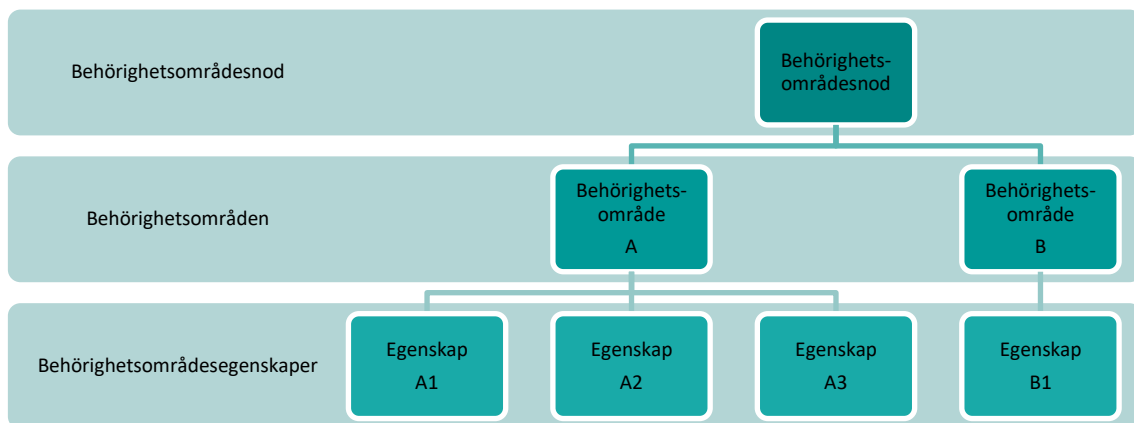 Behörighetsområdesnod
Behörighets-
områdesnod
Behörighetsområden
Behörighets-
område
A
Behörighets-
område
B
Behörighetsområdesegenskaper
Egenskap
A1
Egenskap
A2
Egenskap
A3
Egenskap
B1